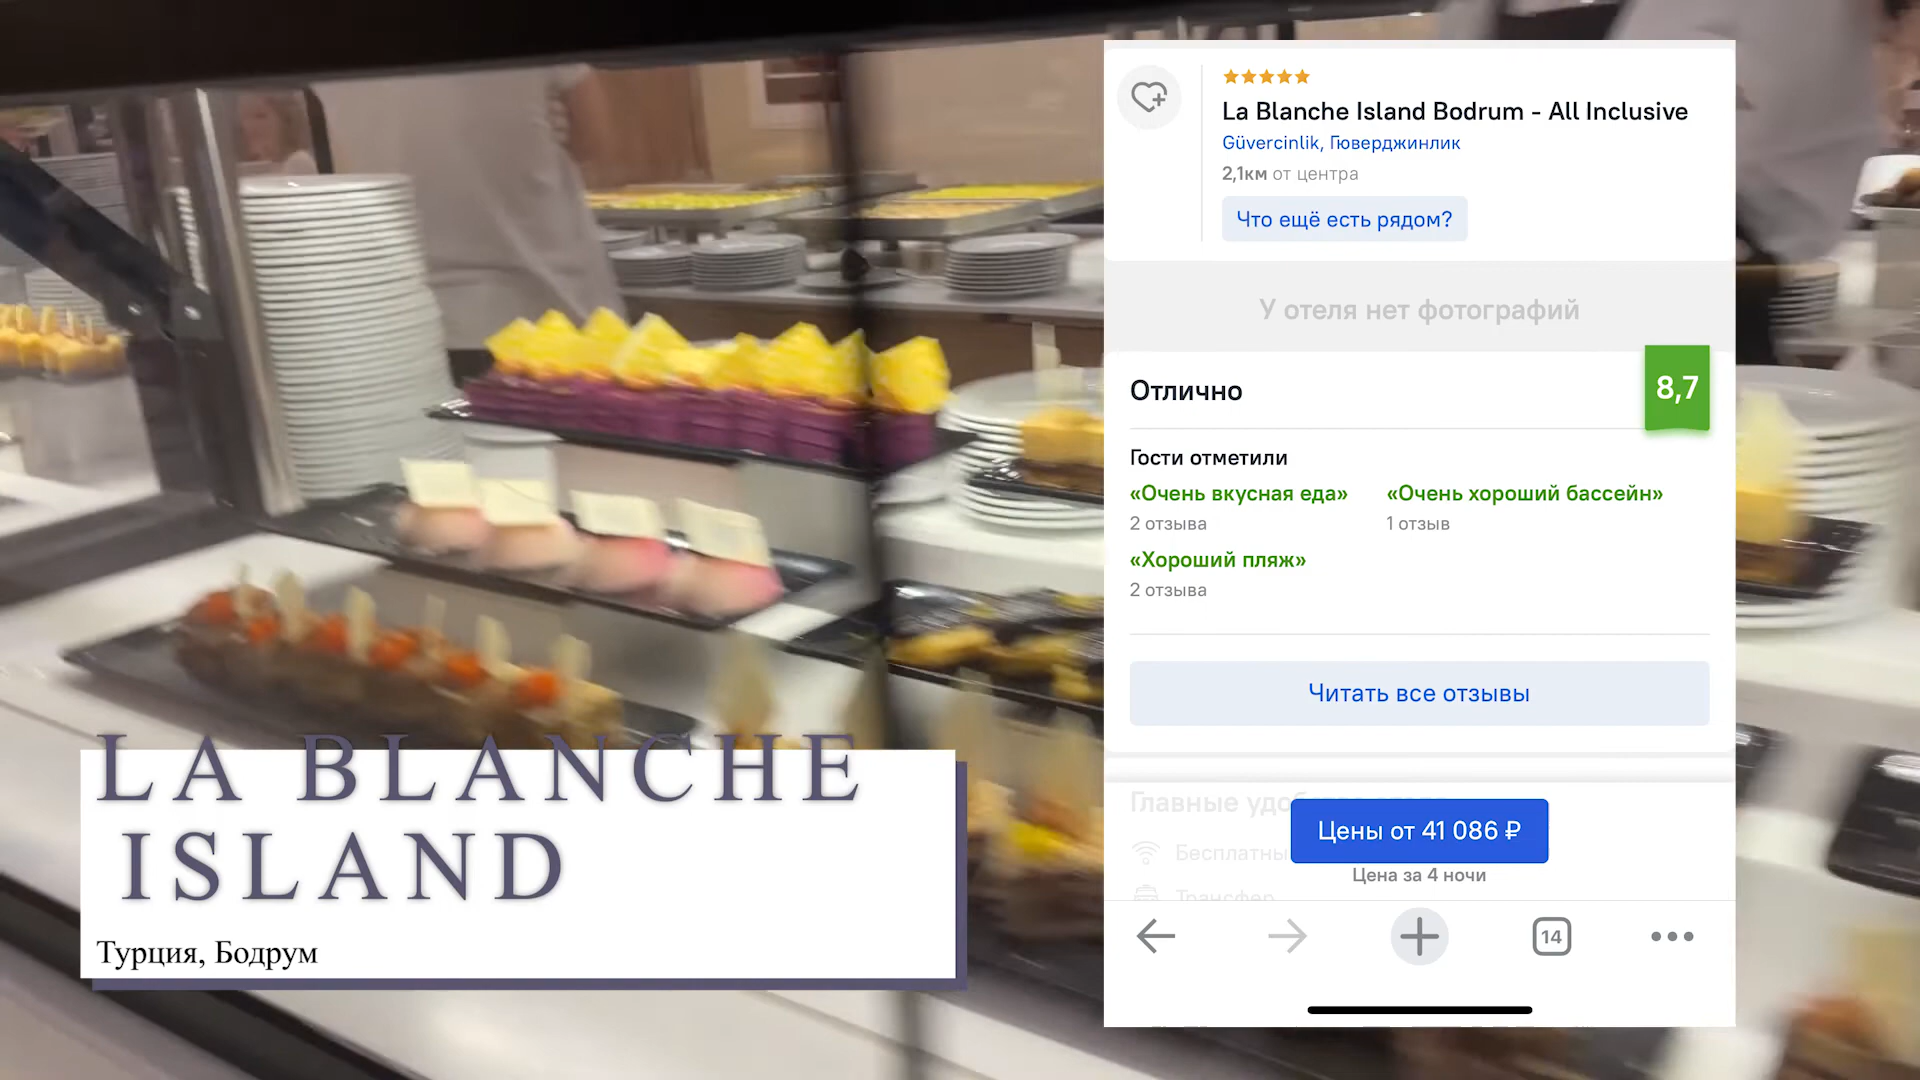 LA BLANCHE
ISLAND
Турция, Бодрум
La Blanche Island Bodrum - All Inclusive
Güvercinlik, Гюверджинлик
2,1км от центра
Что ещё есть рядом?
У отеля нет фотографий
Отлично
8,7
Гости отметили
«Очень вкусная еда» «Очень хороший бассейн»
2 отзыва 1 отзыв
«Хороший пляж»
2 отзыва
Читать все отзывы
Главные
Цены от 41 086 ₽
Цена за 4 ночи
Трансфер
14